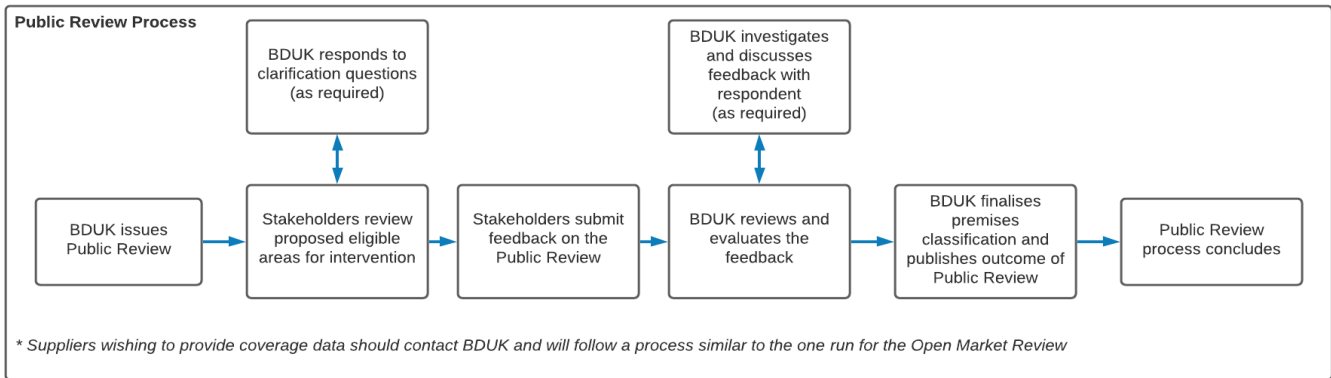 Public Review Process
BDUK responds to
clarification questions
(as required)
BDUK investigates
and discusses
feedback with
respondent
(as required)
BDUK issues
Public Review
Stakeholders review
proposed eligible
areas for intervention
Stakeholders submit
feedback on the
Public Review
BDUK reviews and
evaluates the
feedback
BDUK finalises
premises
classification and
publishes outcome of
Public Review
Public Review
process concludes
* Suppliers wishing to provide coverage data should contact BDUK and will follow a process similar to the one run for the Open Market Review